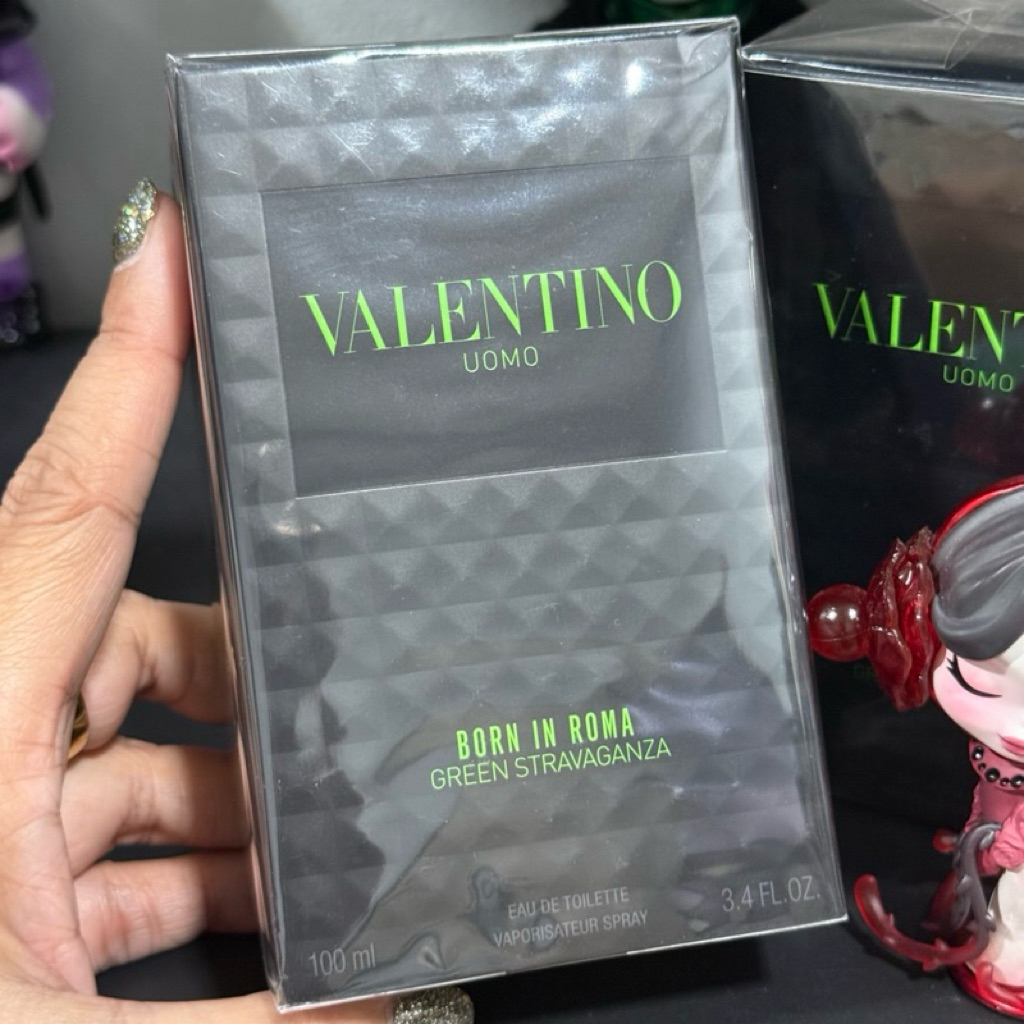 VALENTINO
UOMO
BORN IN ROMA
GREEN STRAVAGANZA
EAU DE TOILETTE
VAPORISATEUR SPRAY
100 ml
3.4 FL.OZ.
VALENT
UOMO